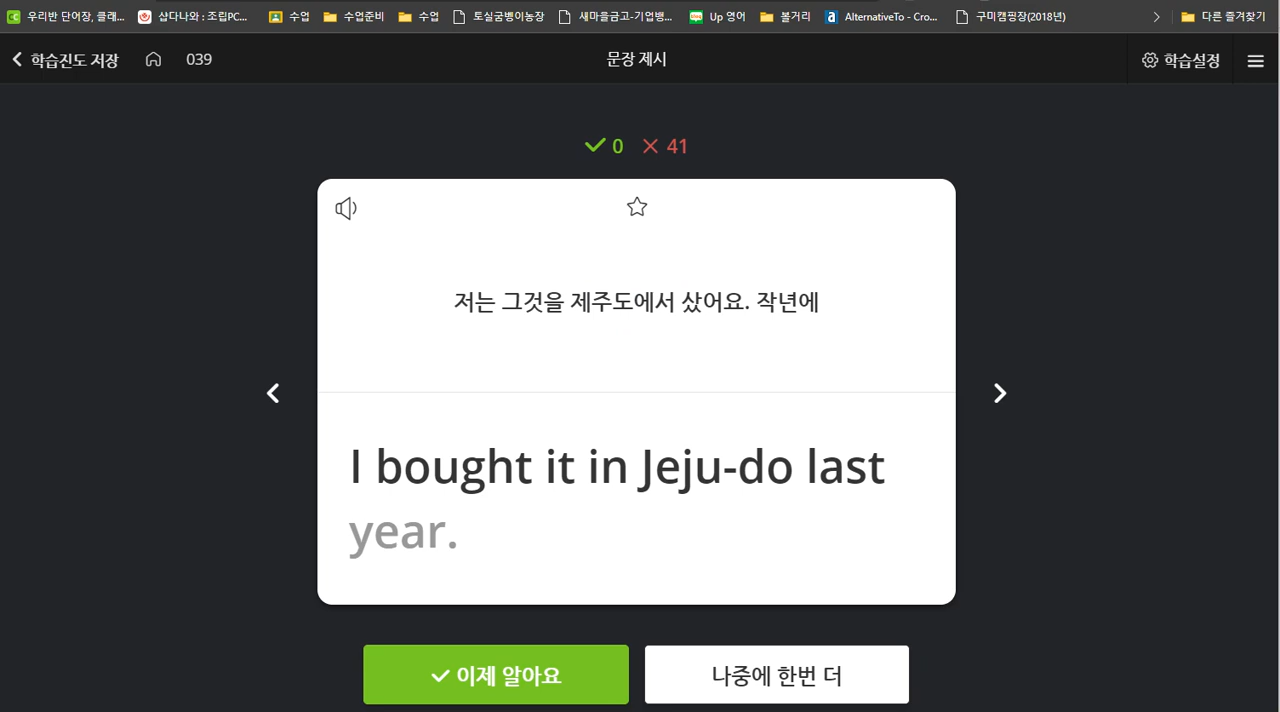 우리반 단어장, 클래... 샵다나와 : 조립PC... 수업 수업준비 수업 토실굼벵이농장 새마을금고-기업뱅... Up 영어 볼거리 AlternativeTo - Cro... 구미캠핑장(2018년) 다른 즐겨찾기
학습진도 저장 039 문장 제시 학습설정
0 41
저는 그것을 제주도에서 샀어요. 작년에
I bought it in Jeju-do last
year.
이제 알아요 나중에 한번 더